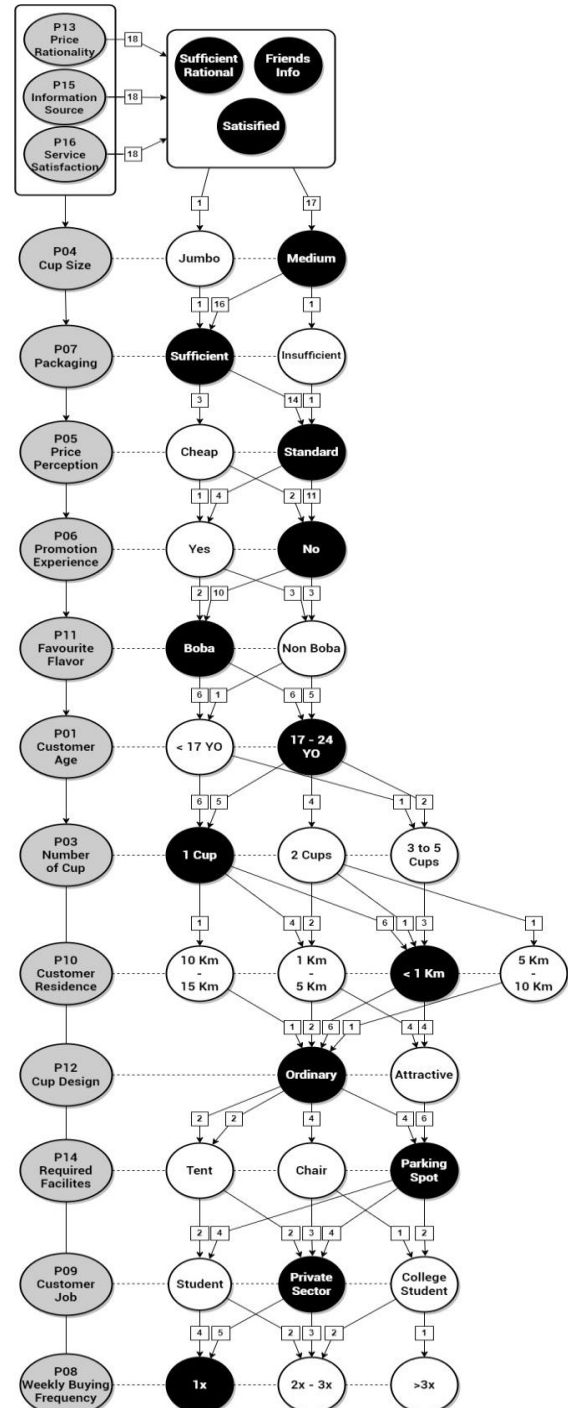 P13
Price
Rationality
18
Sufficient
Rational
Friends
Info
P15
Information
Source
18
Satisified
P16
Service
Satisfaction
18
1
17
P04
Cup Size
Jumbo
Medium
1
16
1
P07
Packaging
Sufficient
Insufficient
3
14
1
P05
Price
Perception
Cheap
Standard
1
4
2
11
P06
Promotion
Experience
Yes
No
2
10
3
3
P11
Favourite
Flavor
Boba
Non Boba
6
1
6
5
P01
Customer
Age
< 17 YO
17 - 24
YO
6
5
4
1
2
P03
Number
of Cup
1 Cup
2 Cups
3 to 5
Cups
1
4
2
6
1
3
1
P10
Customer
Residence
10 Km
-
15 Km
1 Km
-
5 Km
< 1 Km
5 Km
-
10 Km
1
2
6
1
4
4
P12
Cup Design
Ordinary
Attractive
2
2
4
4
6
P14
Required
Facilites
Tent
Chair
Parking
Spot
2
4
2
3
4
1
2
P09
Customer
Job
Student
Private
Sector
College
Student
4
5
2
3
2
1
P08
Weekly Buying
Frequency
1x
2x - 3x
>3x